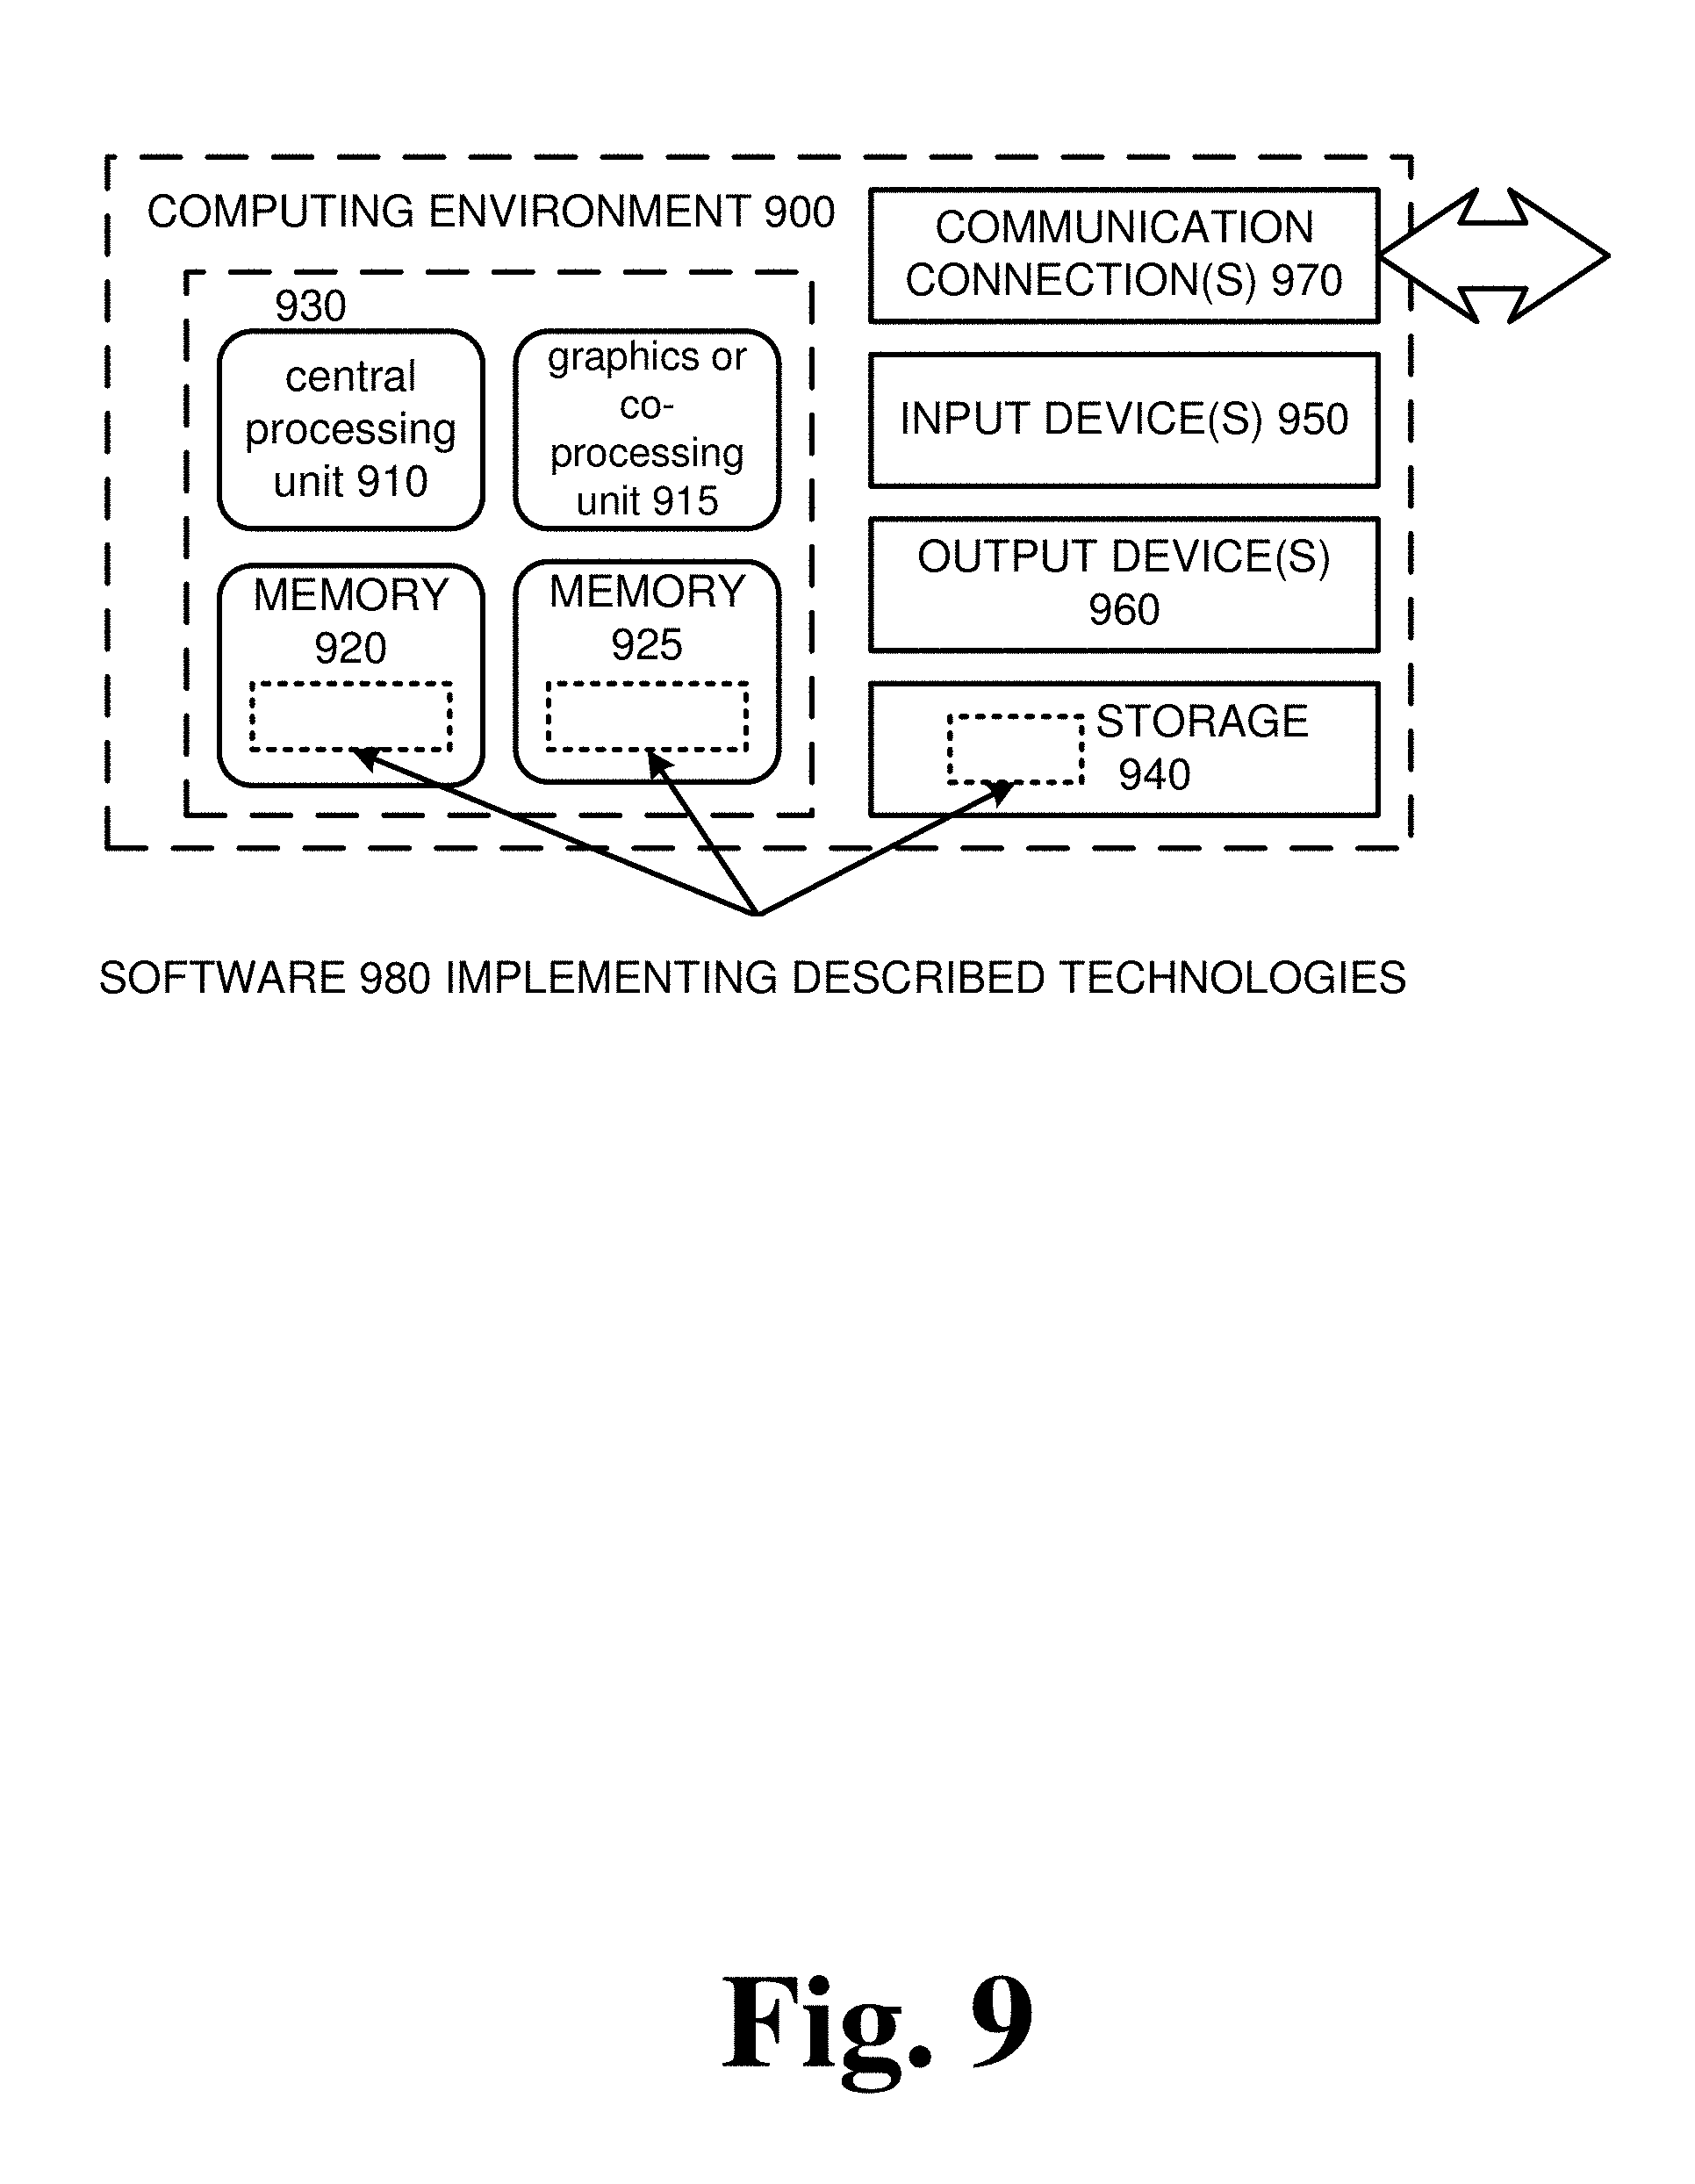 COMPUTING ENVIRONMENT 900
930
central
processing
unit 910
graphics or
co-
processing
unit 915
MEMORY
920
MEMORY
925
COMMUNICATION
CONNECTION(S) 970
INPUT DEVICE(S) 950
OUTPUT DEVICE(S)
960
STORAGE
940
SOFTWARE 980 IMPLEMENTING DESCRIBED TECHNOLOGIES
Fig. 9